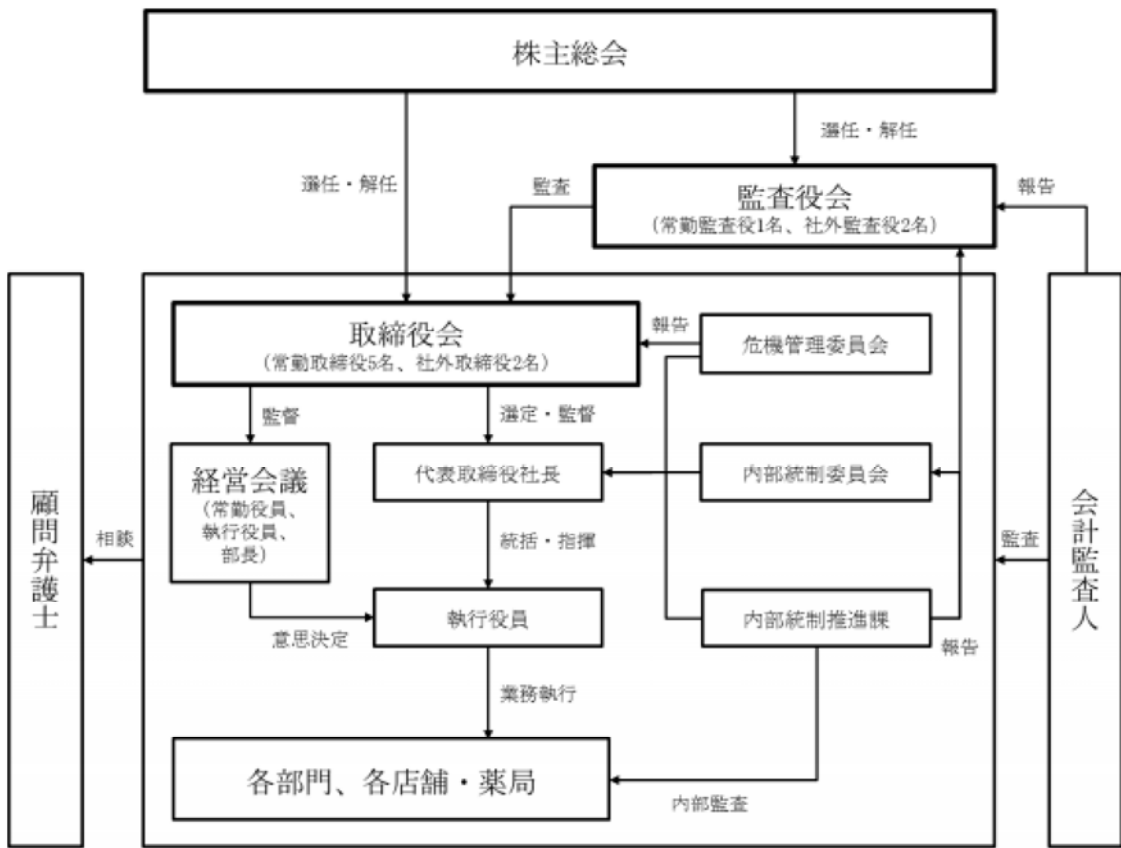 株主総会
選任・解任
選任・解任
監査
監査役会
(常勤監査役1名、社外監査役2名)
報告
取締役会
(常勤取締役5名、社外取締役2名)
報告
危機管理委員会
監督
選定・監督
経営会議
(常勤役員、
執行役員、
部長)
代表取締役社長
内部統制委員会
顧問弁護士
相談
統括・指揮
監査
会計監査人
意思決定
執行役員
内部統制推進課
報告
業務執行
各部門、各店舗・薬局
内部監査